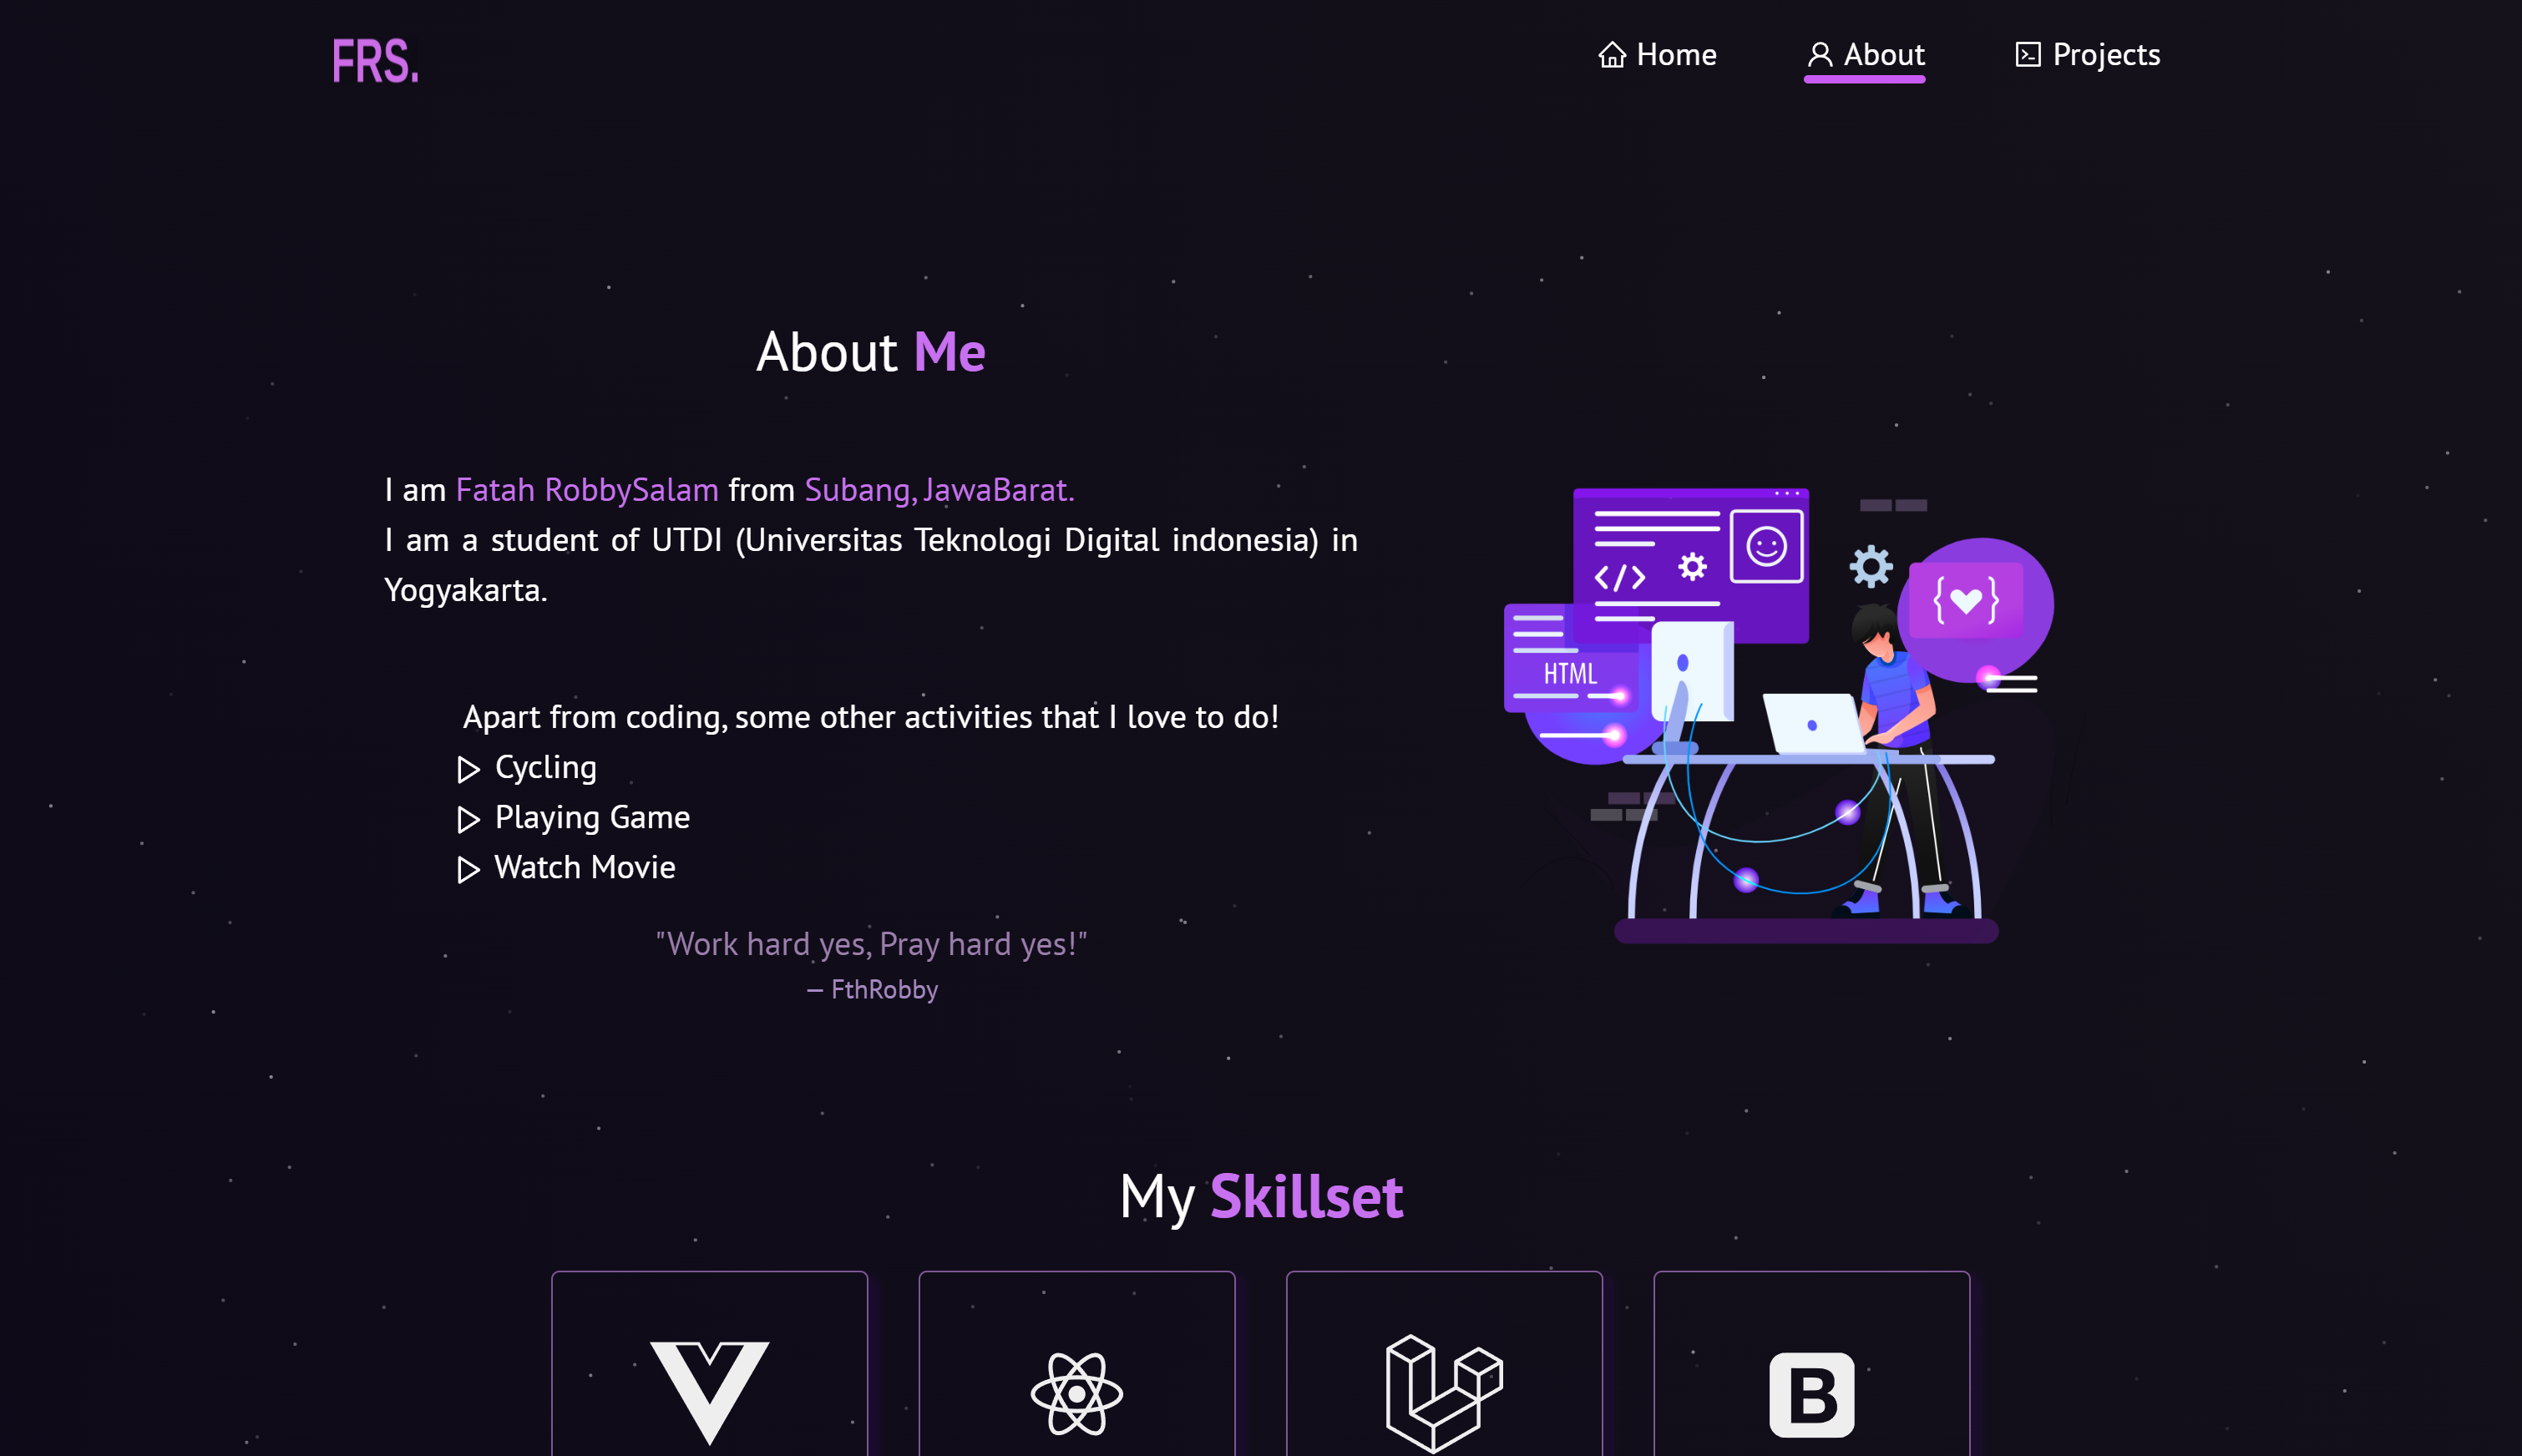 FRS.
Home
About
Projects
About Me
I am Fatah RobbySalam from Subang, JawaBarat.
I am a student of UTDI (Universitas Teknologi Digital indonesia) in
Yogyakarta.
Apart from coding, some other activities that I love to do!
Cycling
Playing Game
Watch Movie
"Work hard yes, Pray hard yes!"
— FthRobby
</>
HTML
{ }
My Skillset
B